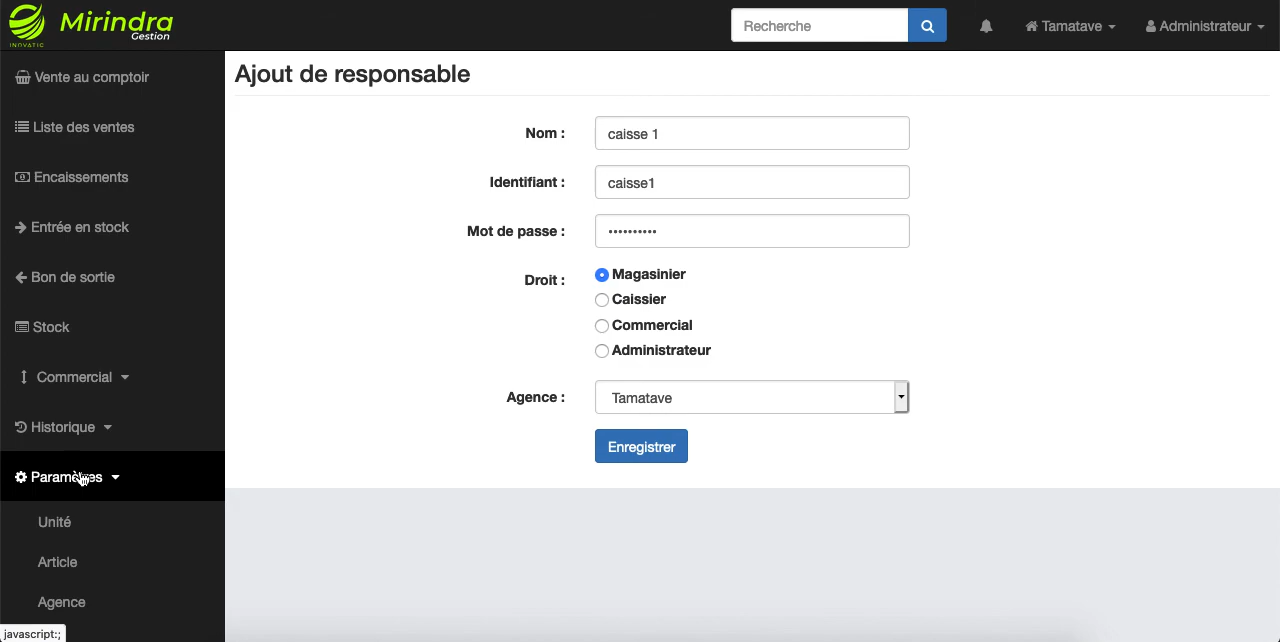 INOVATIC
Mirindra
Gestion
Recherche
Tamatave
Administrateur
Vente au comptoir
Liste des ventes
Encaissements
Entrée en stock
Bon de sortie
Stock
Commercial
Historique
Paramètres
Unité
Article
Agence
javascript:;
Ajout de responsable
Nom :
caisse 1
Identifiant :
caisse1
Mot de passe :
••••••••••
Droit :
Magasinier
Caissier
Commercial
Administrateur
Agence :
Tamatave
Enregistrer